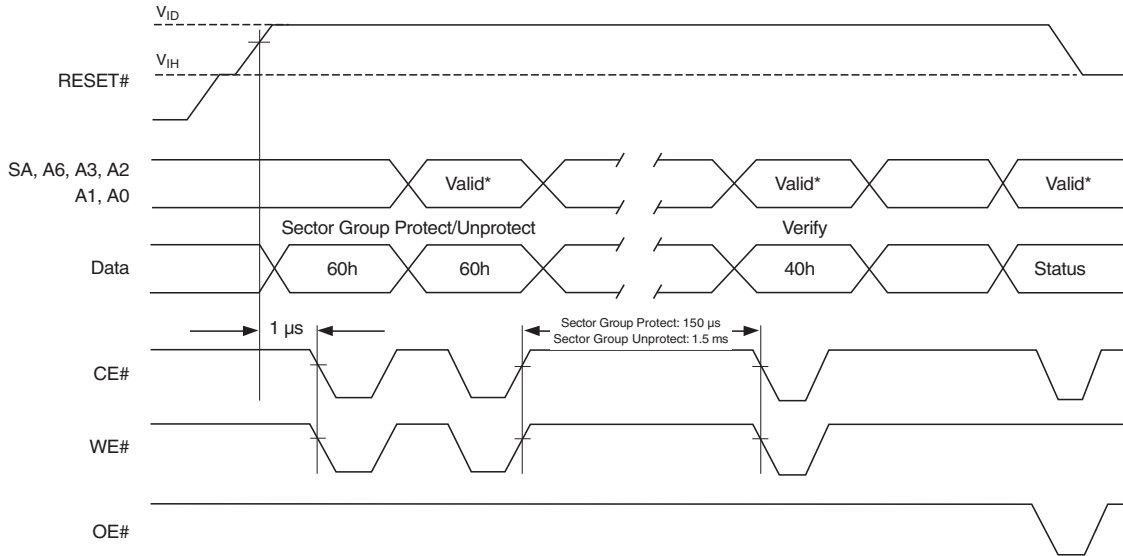 VID
VIH
RESET#
SA, A6, A3, A2
A1, A0
Valid*
Valid*
Valid*
Sector Group Protect/Unprotect
Verify
Data
60h
60h
40h
Status
1 µs
Sector Group Protect: 150 µs
Sector Group Unprotect: 1.5 ms
CE#
WE#
OE#